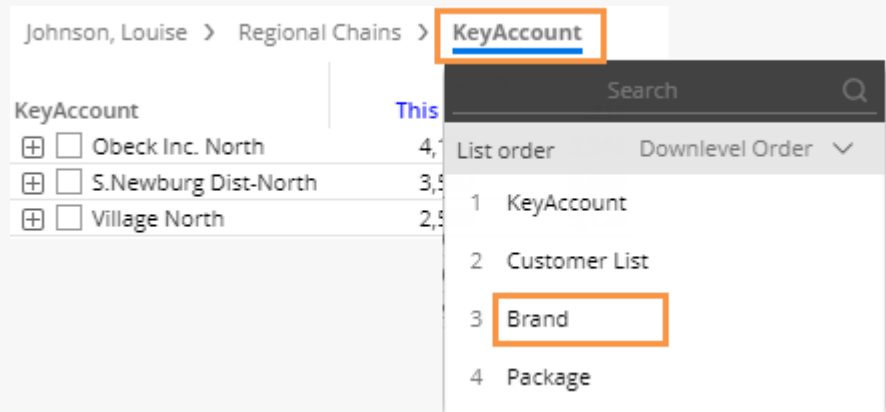 Johnson, Louise > Regional Chains > KeyAccount
Search
KeyAccount This
List order Downlevel Order
Obeck Inc. North
S.Newburg Dist-North
Village North
1 KeyAccount
2 Customer List
3 Brand
4 Package